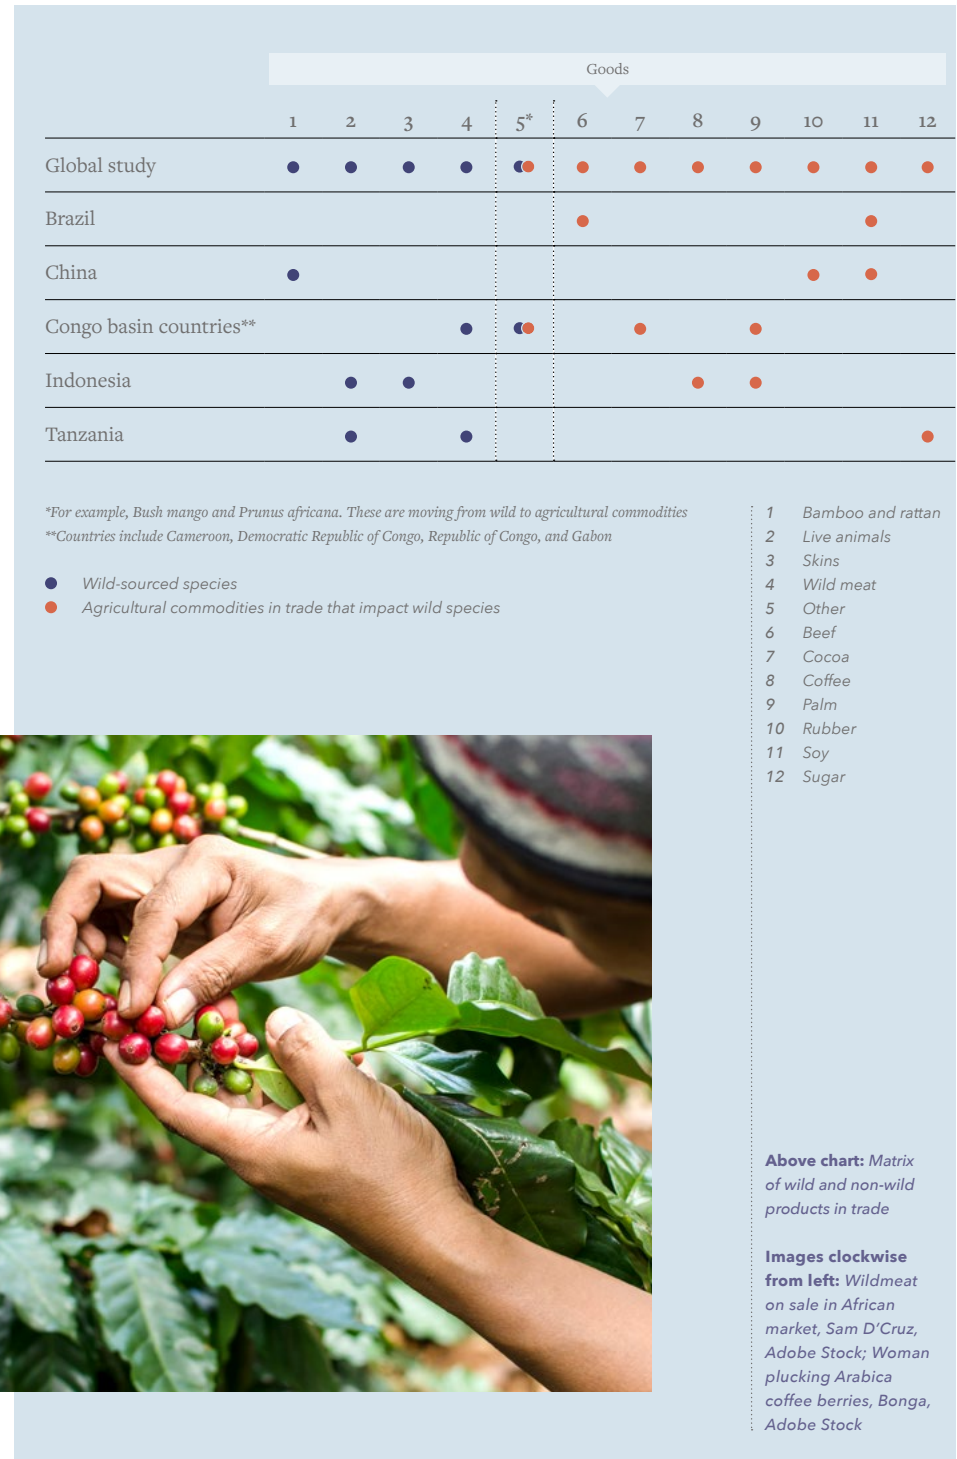 Goods
1 2 3 4 5* 6 7 8 9 10 11 12
Global study
Brazil
China
Congo basin countries**
Indonesia
Tanzania
*For example, Bush mango and Prunus africana. These are moving from wild to agricultural commodities
**Countries include Cameroon, Democratic Republic of Congo, Republic of Congo, and Gabon
Wild-sourced species
Agricultural commodities in trade that impact wild species
1 Bamboo and rattan
2 Live animals
3 Skins
4 Wild meat
5 Other
6 Beef
7 Cocoa
8 Coffee
9 Palm
10 Rubber
11 Soy
12 Sugar
Above chart: Matrix
of wild and non-wild
products in trade
Images clockwise
from left: Wildmeat
on sale in African
market, Sam D'Cruz,
Adobe Stock; Woman
plucking Arabica
coffee berries, Bonga,
Adobe Stock